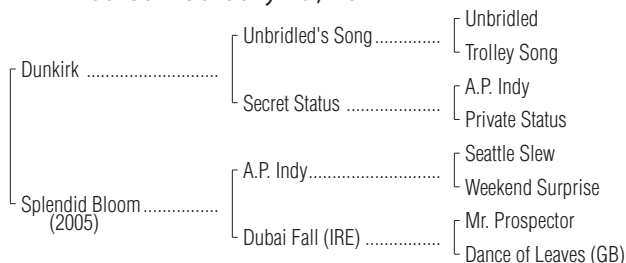 Unbridled
Unbridled's Song
Trolley Song
Dunkirk
A.P. Indy
Secret Status
Private Status
Seattle Slew
A.P. Indy
Weekend Surprise
Splendid Bloom
(2005)
Mr. Prospector
Dubai Fall (IRE)
Dance of Leaves (GB)